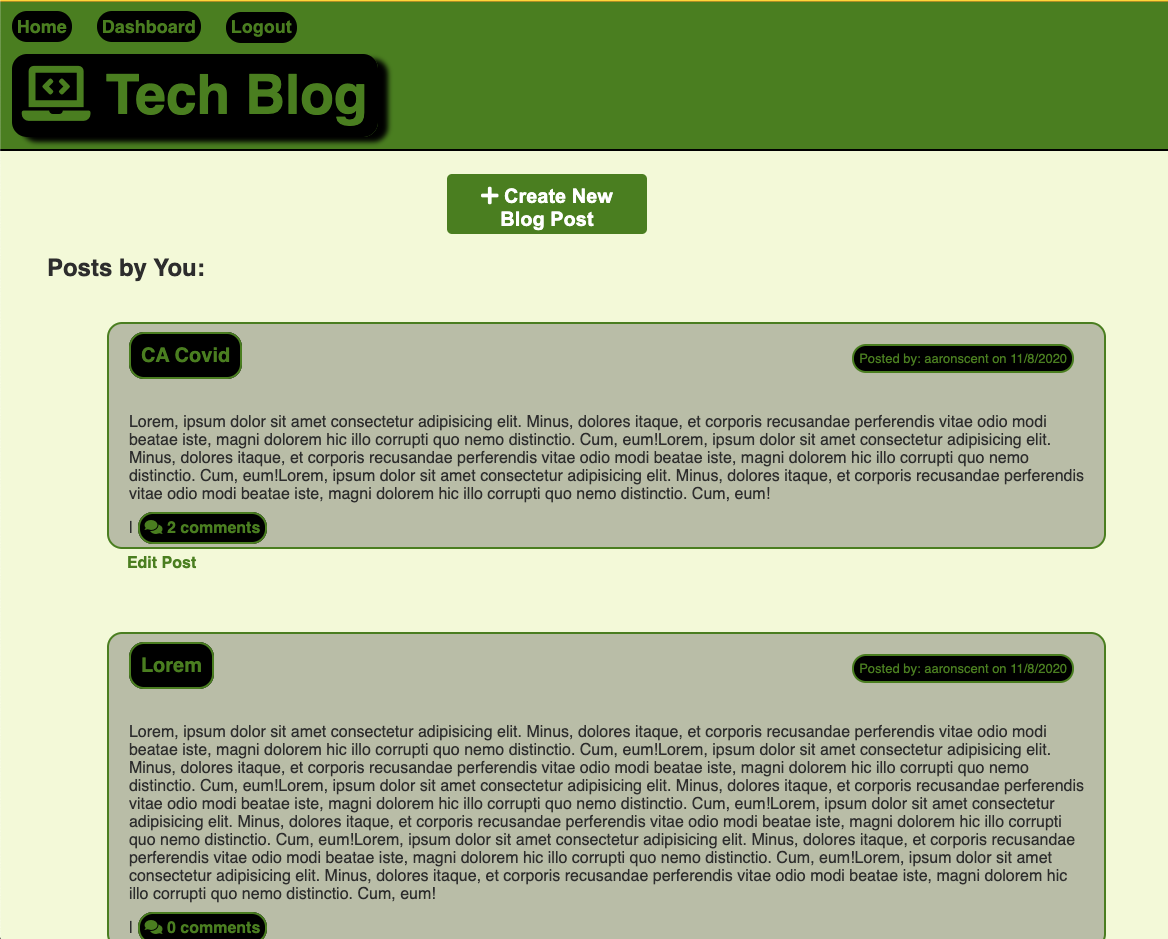 Home Dashboard Logout
Tech Blog
Create New
Blog Post
Posts by You:
CA Covid
Posted by: aaronscent on 11/8/2020
Lorem, ipsum dolor sit amet consectetur adipisicing elit. Minus, dolores itaque, et corporis recusandae perferendis vitae odio modi
beatae iste, magni dolorem hic illo corrupti quo nemo distinctio. Cum, eum!Lorem, ipsum dolor sit amet consectetur adipisicing elit.
Minus, dolores itaque, et corporis recusandae perferendis vitae odio modi beatae iste, magni dolorem hic illo corrupti quo nemo
distinctio. Cum, eum!Lorem, ipsum dolor sit amet consectetur adipisicing elit. Minus, dolores itaque, et corporis recusandae perferendis
vitae odio modi beatae iste, magni dolorem hic illo corrupti quo nemo distinctio. Cum, eum!
| 2 comments
Edit Post
Lorem
Posted by: aaronscent on 11/8/2020
Lorem, ipsum dolor sit amet consectetur adipisicing elit. Minus, dolores itaque, et corporis recusandae perferendis vitae odio modi
beatae iste, magni dolorem hic illo corrupti quo nemo distinctio. Cum, eum!Lorem, ipsum dolor sit amet consectetur adipisicing elit.
Minus, dolores itaque, et corporis recusandae perferendis vitae odio modi beatae iste, magni dolorem hic illo corrupti quo nemo
distinctio. Cum, eum!Lorem, ipsum dolor sit amet consectetur adipisicing elit. Minus, dolores itaque, et corporis recusandae perferendis
vitae odio modi beatae iste, magni dolorem hic illo corrupti quo nemo distinctio. Cum, eum!Lorem, ipsum dolor sit amet consectetur
adipisicing elit. Minus, dolores itaque, et corporis recusandae perferendis vitae odio modi beatae iste, magni dolorem hic illo corrupti
quo nemo distinctio. Cum, eum!Lorem, ipsum dolor sit amet consectetur adipisicing elit. Minus, dolores itaque, et corporis recusandae
perferendis vitae odio modi beatae iste, magni dolorem hic illo corrupti quo nemo distinctio. Cum, eum!Lorem, ipsum dolor sit amet
consectetur adipisicing elit. Minus, dolores itaque, et corporis recusandae perferendis vitae odio modi beatae iste, magni dolorem hic
illo corrupti quo nemo distinctio. Cum, eum!
| 0 comments